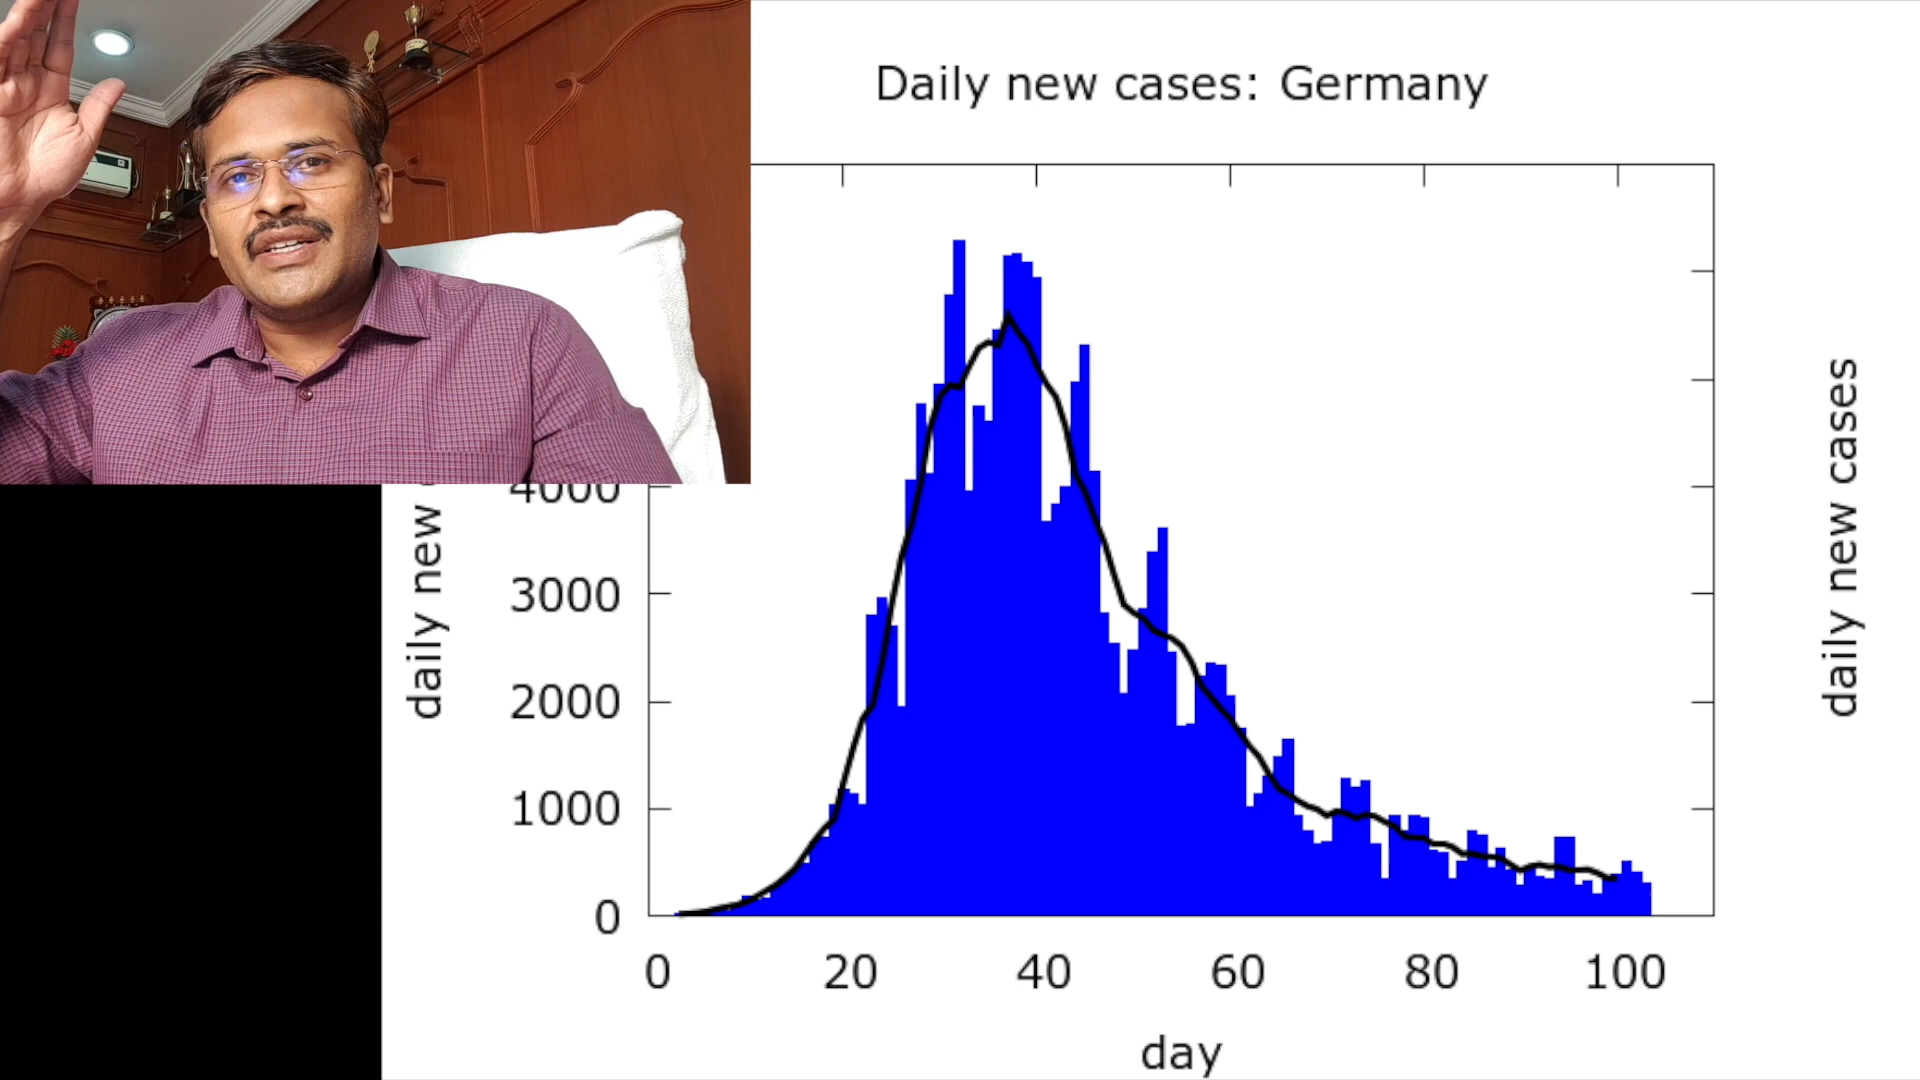 Daily new cases: Germany
daily new
4000
3000
2000
1000
0
0 20 40 60 80 100
day
daily new cases